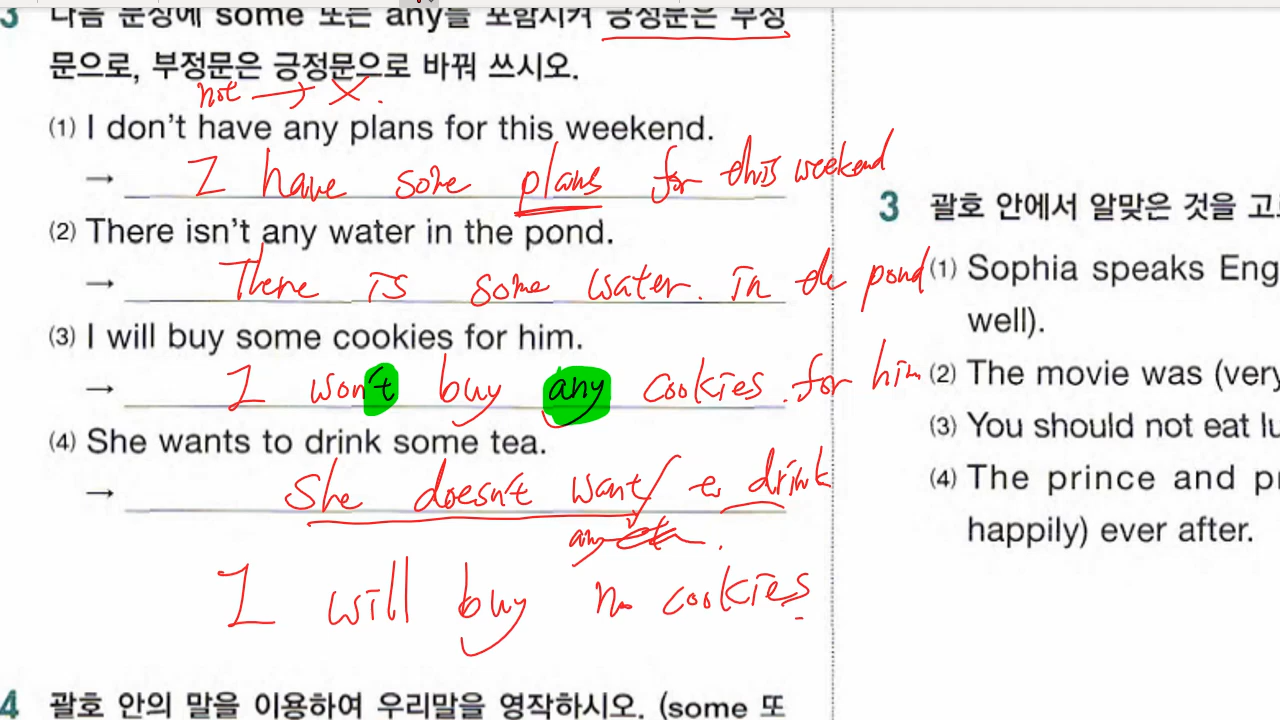 3 다음 문장에 some 또는 any를 포함시켜 긍정문은 부정
문으로, 부정문은 긍정문으로 바꿔 쓰시오.
not → X.
(1) I don't have any plans for this weekend.
→ I have some plans for this weekend
(2) There isn't any water in the pond.
→ There is some water. in the pond
(3) I will buy some cookies for him.
→ I won't buy any cookies. for him
(4) She wants to drink some tea.
→ She doesn't want to drink
any
I will buy no cookies
4 괄호 안의 말을 이용하여 우리말을 영작하시오. (some 또
3 괄호 안에서 알맞은 것을 고
(1) Sophia speaks Eng
well).
(2) The movie was (very
(3) You should not eat lu
(4) The prince and pr
happily) ever after.